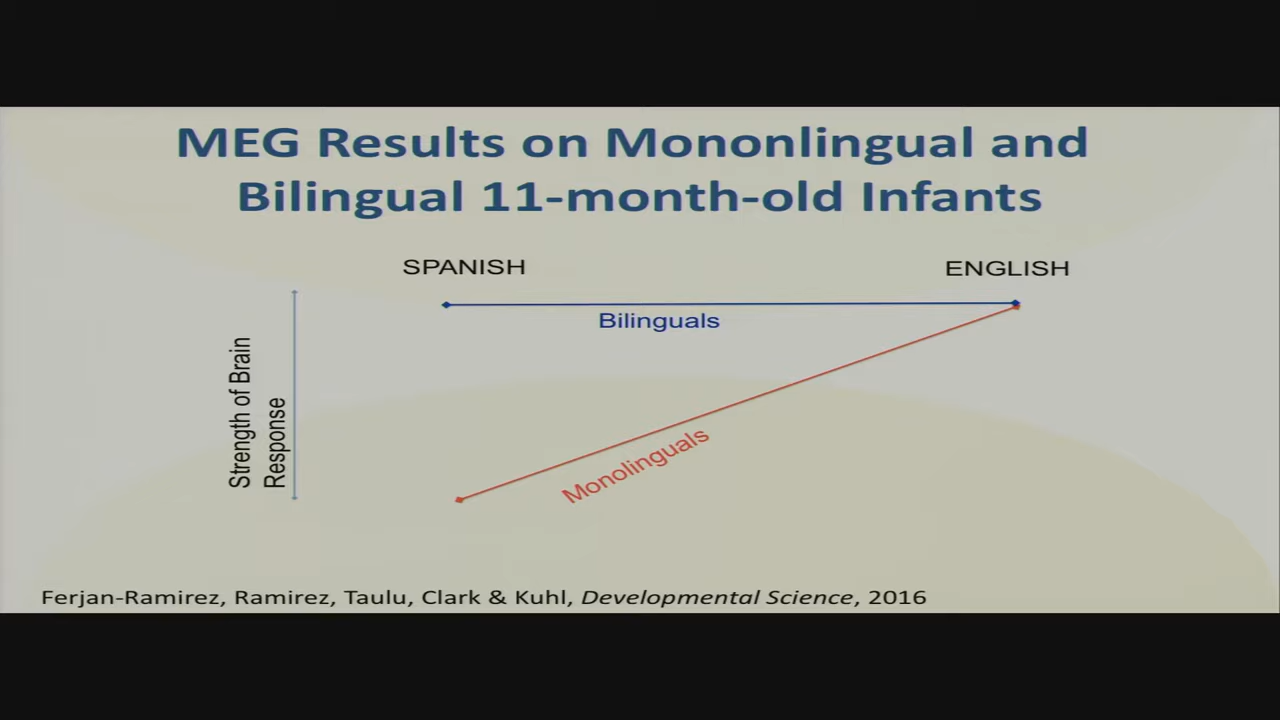 MEG Results on Mononlingual and
Bilingual 11-month-old Infants
SPANISH
ENGLISH
Bilinguals
Strength of Brain
Response
Monolinguals
Ferjan-Ramirez, Ramirez, Taulu, Clark & Kuhl, Developmental Science, 2016